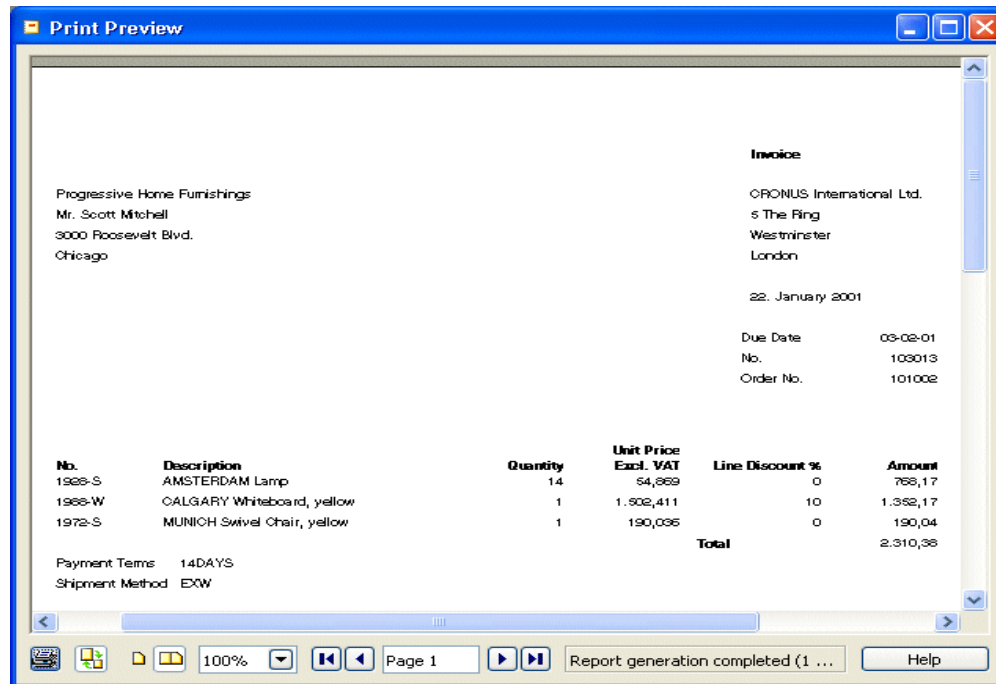 Print Preview
Invoice
Progressive Home Furnishings CRONUS International Ltd.
Mr. Scott Mitchell 5 The Ring
3000 Roosevelt Blvd. Westminster
Chicago London
22. January 2001
Due Date 03-02-01
No. 103013
Order No. 101002
Unit Price
No. Description Quantity Excl. VAT Line Discount % Amount
1928-S AMSTERDAM Lamp 14 54,869 0 768,17
1988-W CALGARY Whiteboard, yellow 1 1.502,411 10 1.352,17
1972-S MUNICH Swivel Chair, yellow 1 190,035 0 190,04
Total 2.310,38
Payment Terms 14DAYS
Shipment Method EXW
100% Page 1 Report generation completed (1 ... Help